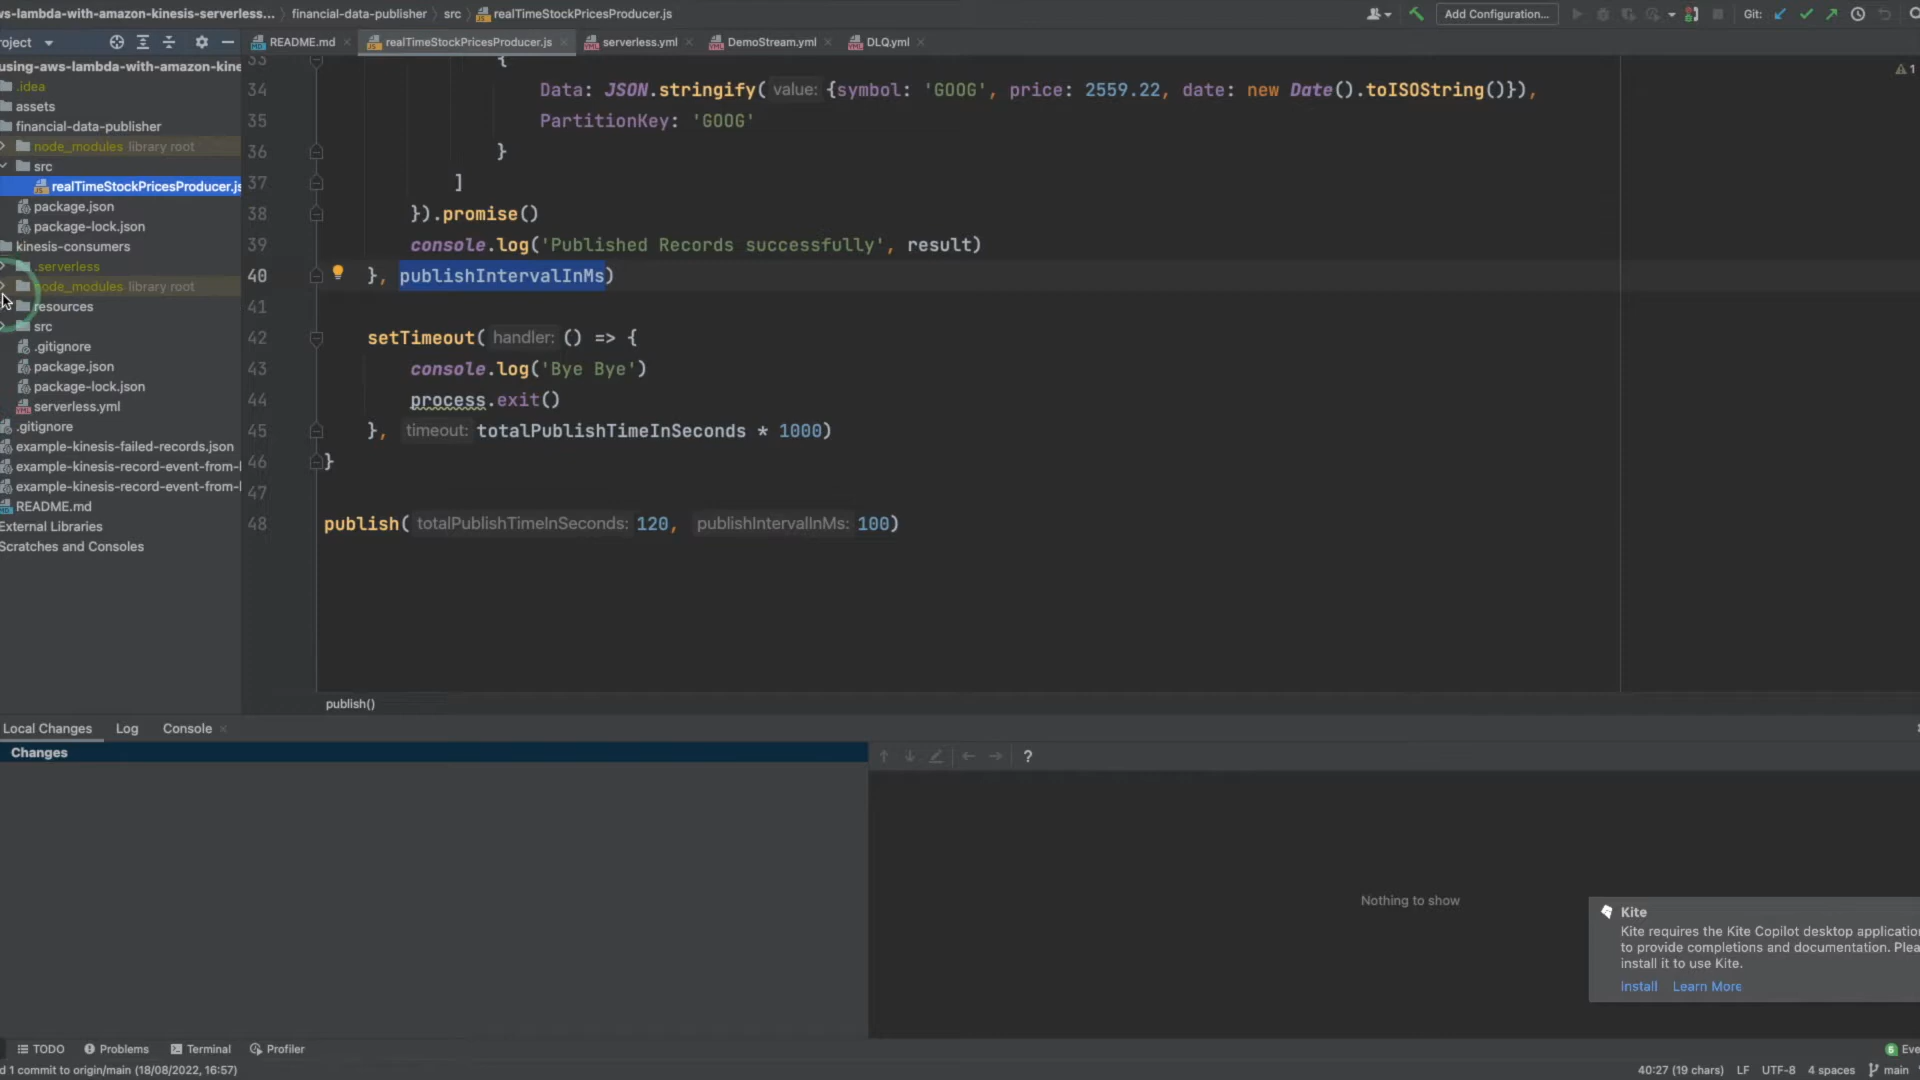 ws-lambda-with-amazon-kinesis-serverless... financial-data-publisher src realTimeStockPricesProducer.js Add Configuration... Git:
roject README.md realTimeStockPricesProducer.js serverless.yml DemoStream.yml DLQ.yml
using-aws-lambda-with-amazon-kine
.idea
assets
financial-data-publisher
node_modules library root
src
realTimeStockPricesProducer.js
package.json
package-lock.json
kinesis-consumers
.serverless
node_modules library root
resources
src
.gitignore
package.json
package-lock.json
serverless.yml
.gitignore
example-kinesis-failed-records.json
example-kinesis-record-event-from-
example-kinesis-record-event-from-
README.md
External Libraries
Scratches and Consoles
1
33 {
34 Data: JSON.stringify( value: {symbol: 'GOOG', price: 2559.22, date: new Date().toISOString()}),
35 PartitionKey: 'GOOG'
36 }
37 ]
38 }).promise()
39 console.log('Published Records successfully', result)
40 }, publishIntervalInMs)
41
42 setTimeout( handler: () => {
43 console.log('Bye Bye')
44 process.exit()
45 }, timeout: totalPublishTimeInSeconds * 1000)
46 }
47
48 publish( totalPublishTimeInSeconds: 120, publishIntervalInMs: 100)
publish()
Local Changes Log Console
Changes
?
Nothing to show
Kite
Kite requires the Kite Copilot desktop applicatio
to provide completions and documentation. Plea
install it to use Kite.
Install Learn More
TODO Problems Terminal Profiler 5 Eve
d 1 commit to origin/main (18/08/2022, 16:57) 40:27 (19 chars) LF UTF-8 4 spaces main